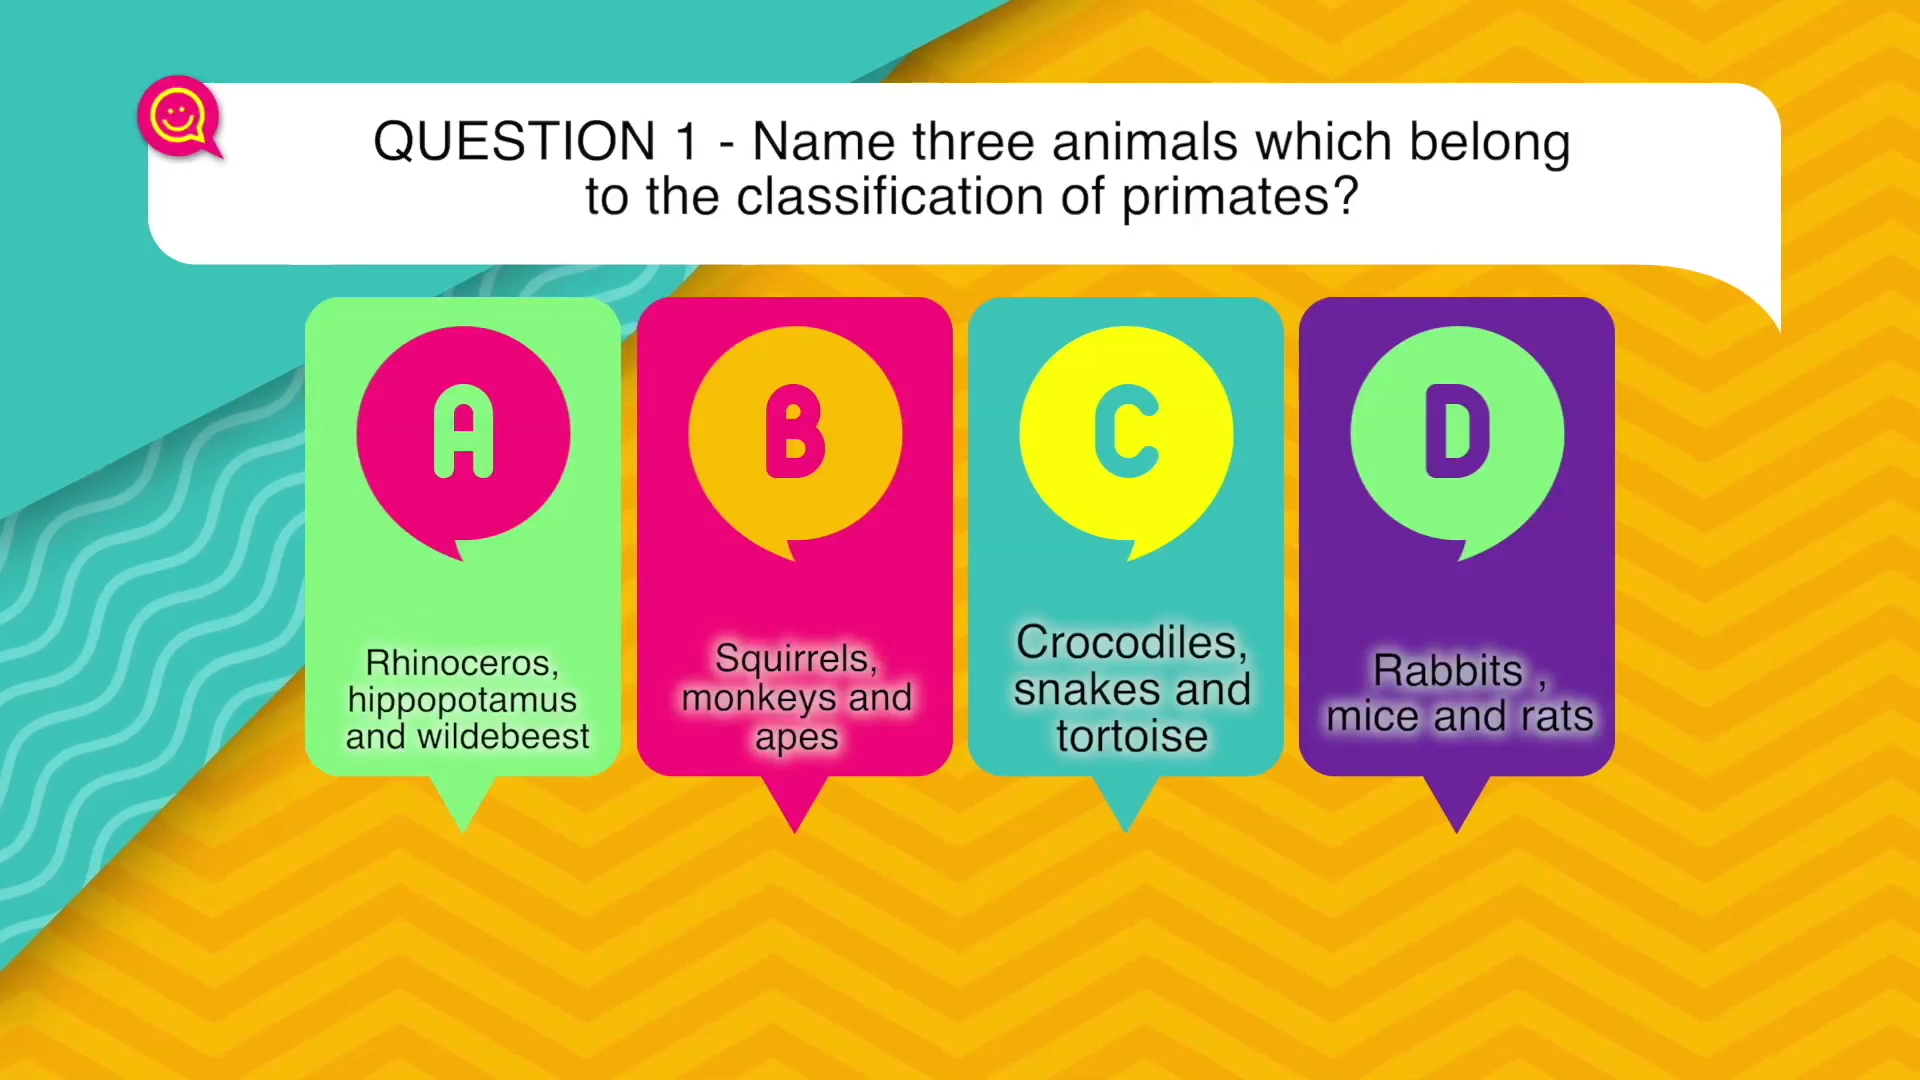 QUESTION 1 - Name three animals which belong
to the classification of primates?
A
Rhinoceros,
hippopotamus
and wildebeest
B
Squirrels,
monkeys and
apes
C
Crocodiles,
snakes and
tortoise
D
Rabbits ,
mice and rats